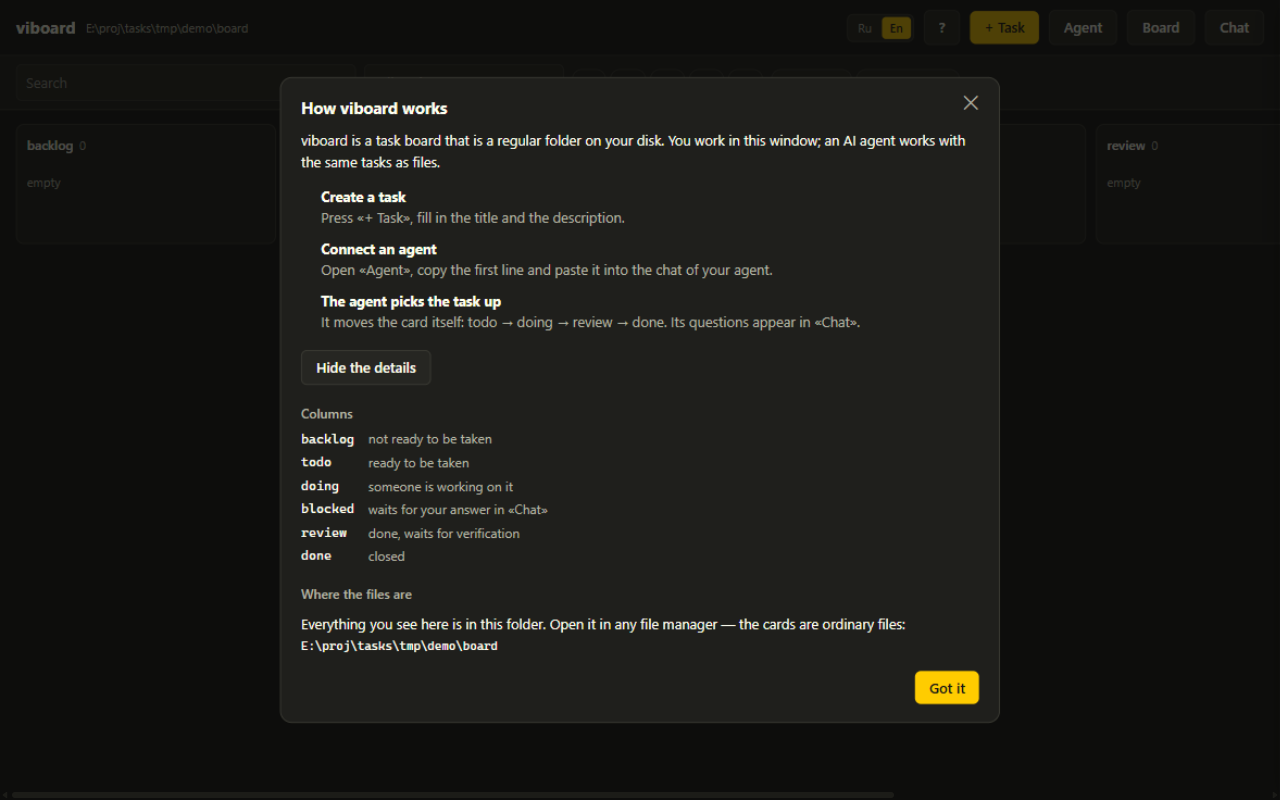 viboard E:\proj\tasks\tmp\demo\board Ru En ? + Task Agent Board Chat
Search
backlog 0
empty
review 0
empty
How viboard works
viboard is a task board that is a regular folder on your disk. You work in this window; an AI agent works with
the same tasks as files.
Create a task
Press «+ Task», fill in the title and the description.
Connect an agent
Open «Agent», copy the first line and paste it into the chat of your agent.
The agent picks the task up
It moves the card itself: todo → doing → review → done. Its questions appear in «Chat».
Hide the details
Columns
backlog not ready to be taken
todo ready to be taken
doing someone is working on it
blocked waits for your answer in «Chat»
review done, waits for verification
done closed
Where the files are
Everything you see here is in this folder. Open it in any file manager — the cards are ordinary files:
E:\proj\tasks\tmp\demo\board
Got it